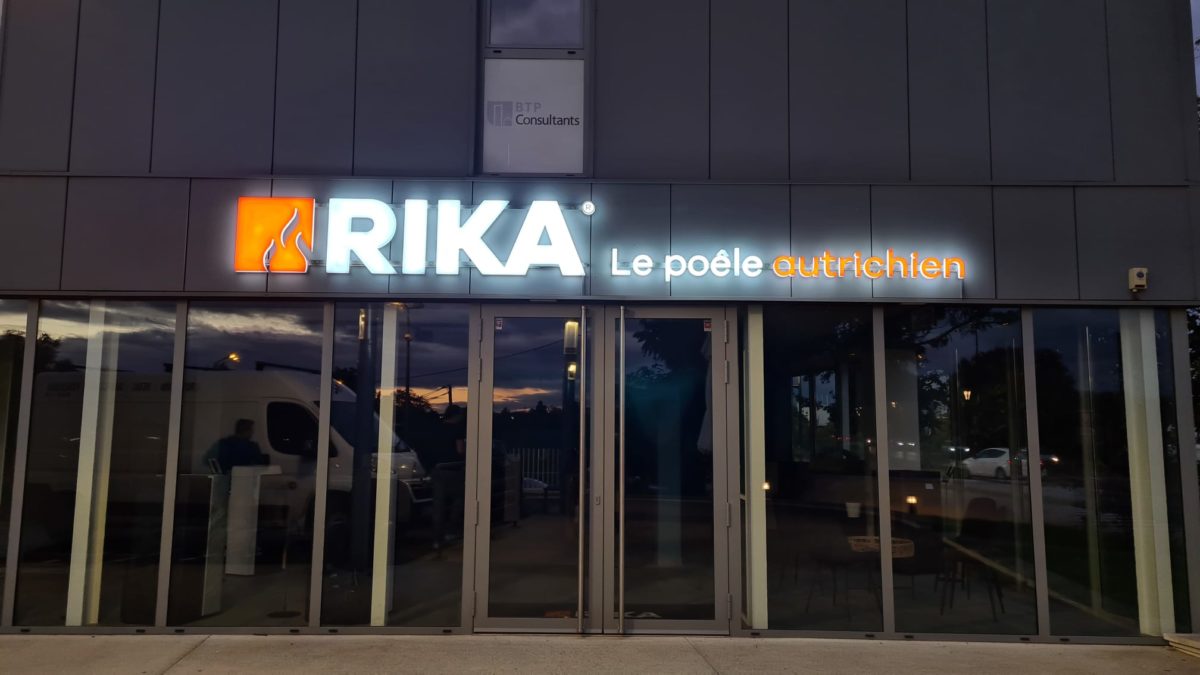 BTP
Consultants
RIKA®
Le poêle autrichien